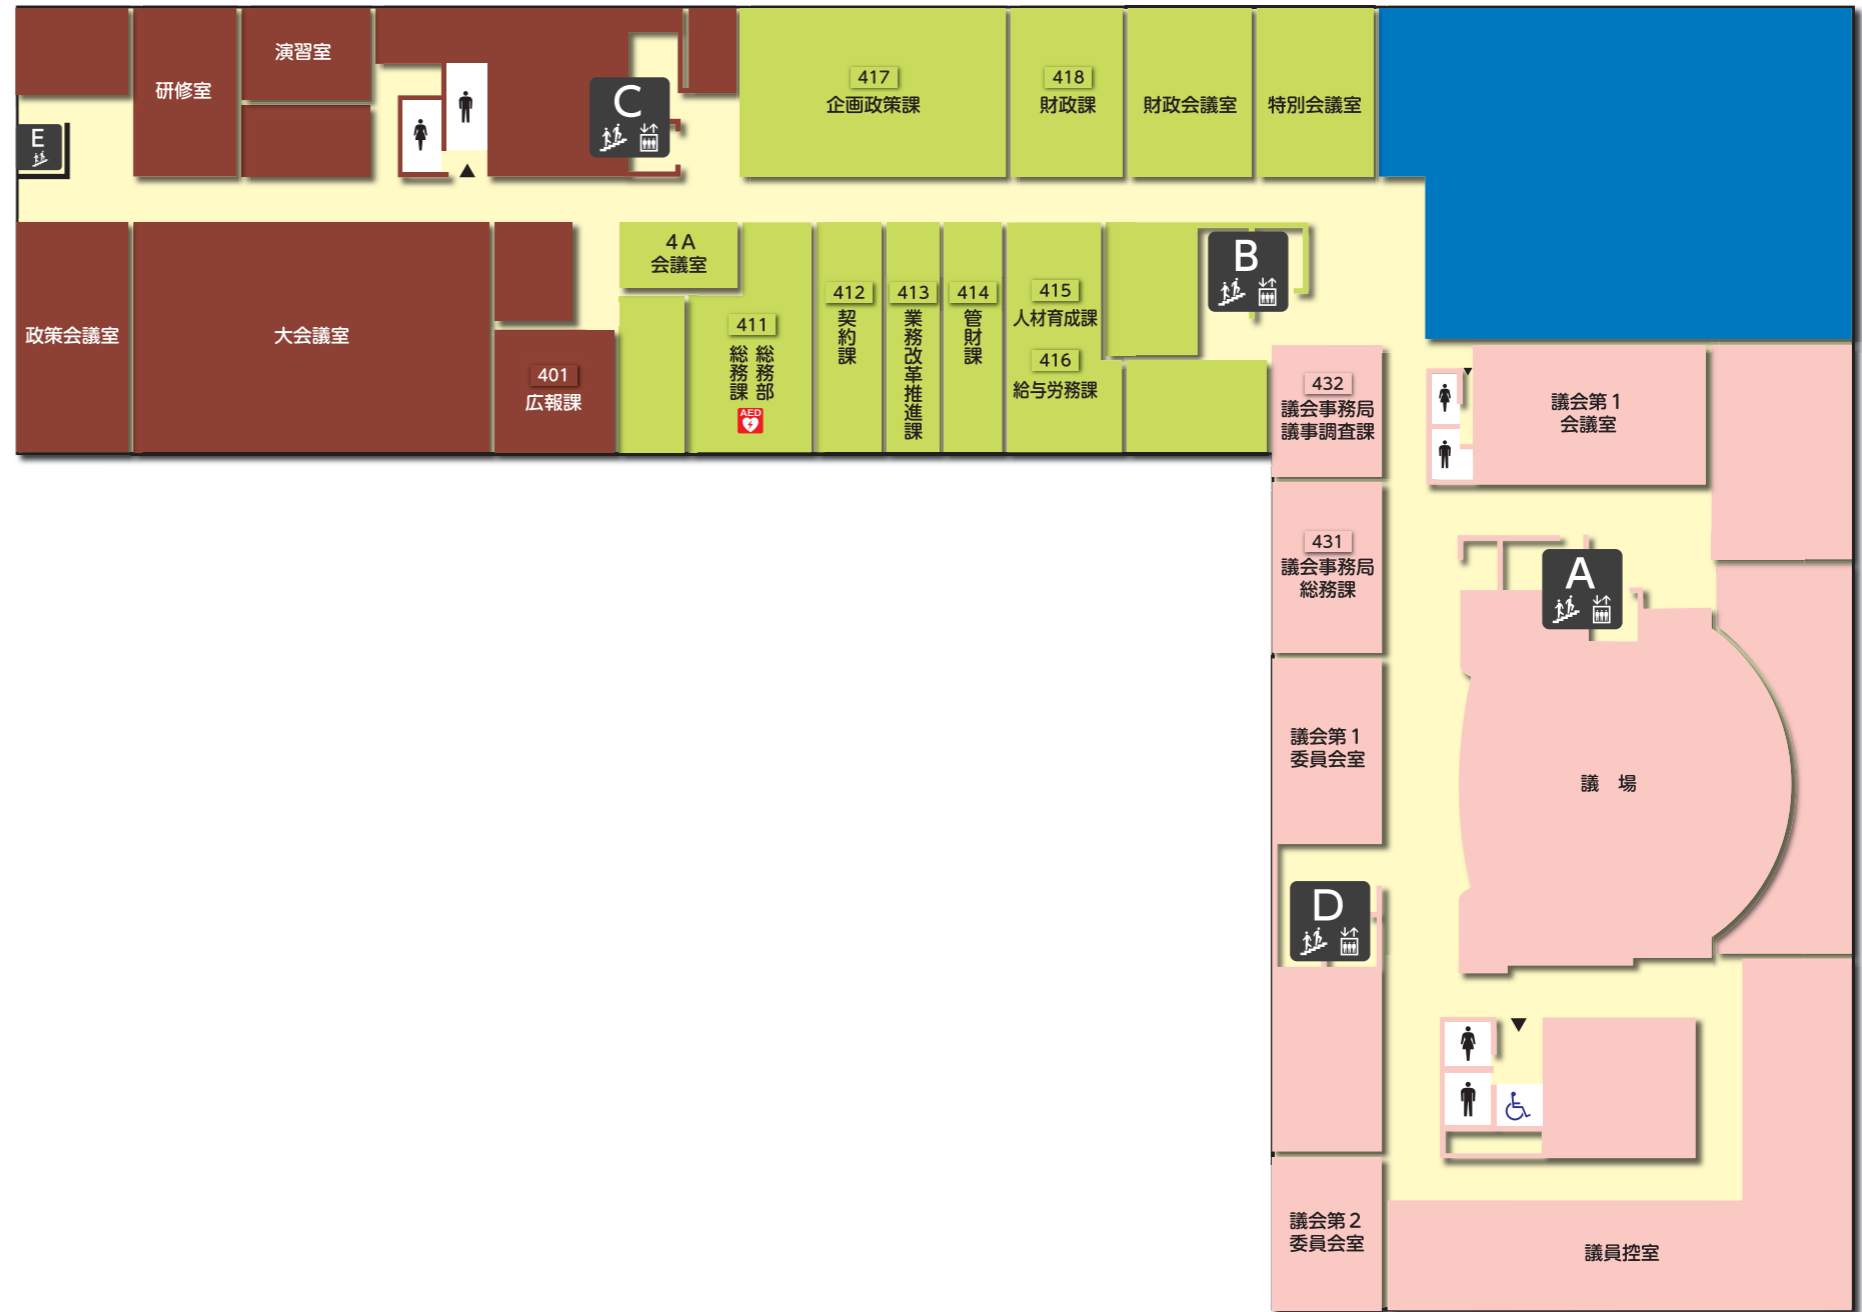 演習室
研修室
E
C
417
企画政策課
418
財政課
財政会議室
特別会議室
政策会議室
大会議室
401
広報課
4A
会議室
411
総務部
総務課
AED
412
契約課
413
業務改革推進課
414
管財課
415
人材育成課
416
給与労務課
B
432
議会事務局
議事調査課
議会第1
会議室
431
議会事務局
総務課
A
議会第1
委員会室
議 場
D
議会第2
委員会室
議員控室